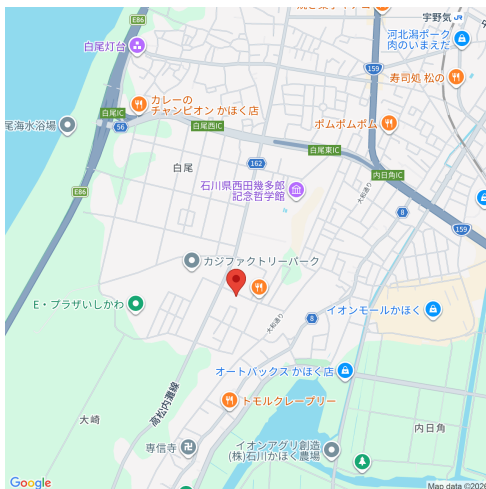 E86
宇野気
河北潟ポーク
肉のいまえだ
白尾灯台
159
寿司処 松の
カレーの
チャンピオン かほく店
白尾IC
56
尾海水浴場
白尾西IC
ポムポムポム
白尾東IC
162
白尾
内日角IC
石川県西田幾多郎
記念哲学館
E86
大和通り
8
159
カジファクトリーパーク
E・プラザいしかわ
イオンモールかほく
8
大和通り
オートバックス かほく店
高松内灘線
トモルクレープリー
大崎
内日角
専信寺
イオンアグリ創造
(株)石川かほく農場
Google
Map data ©2026